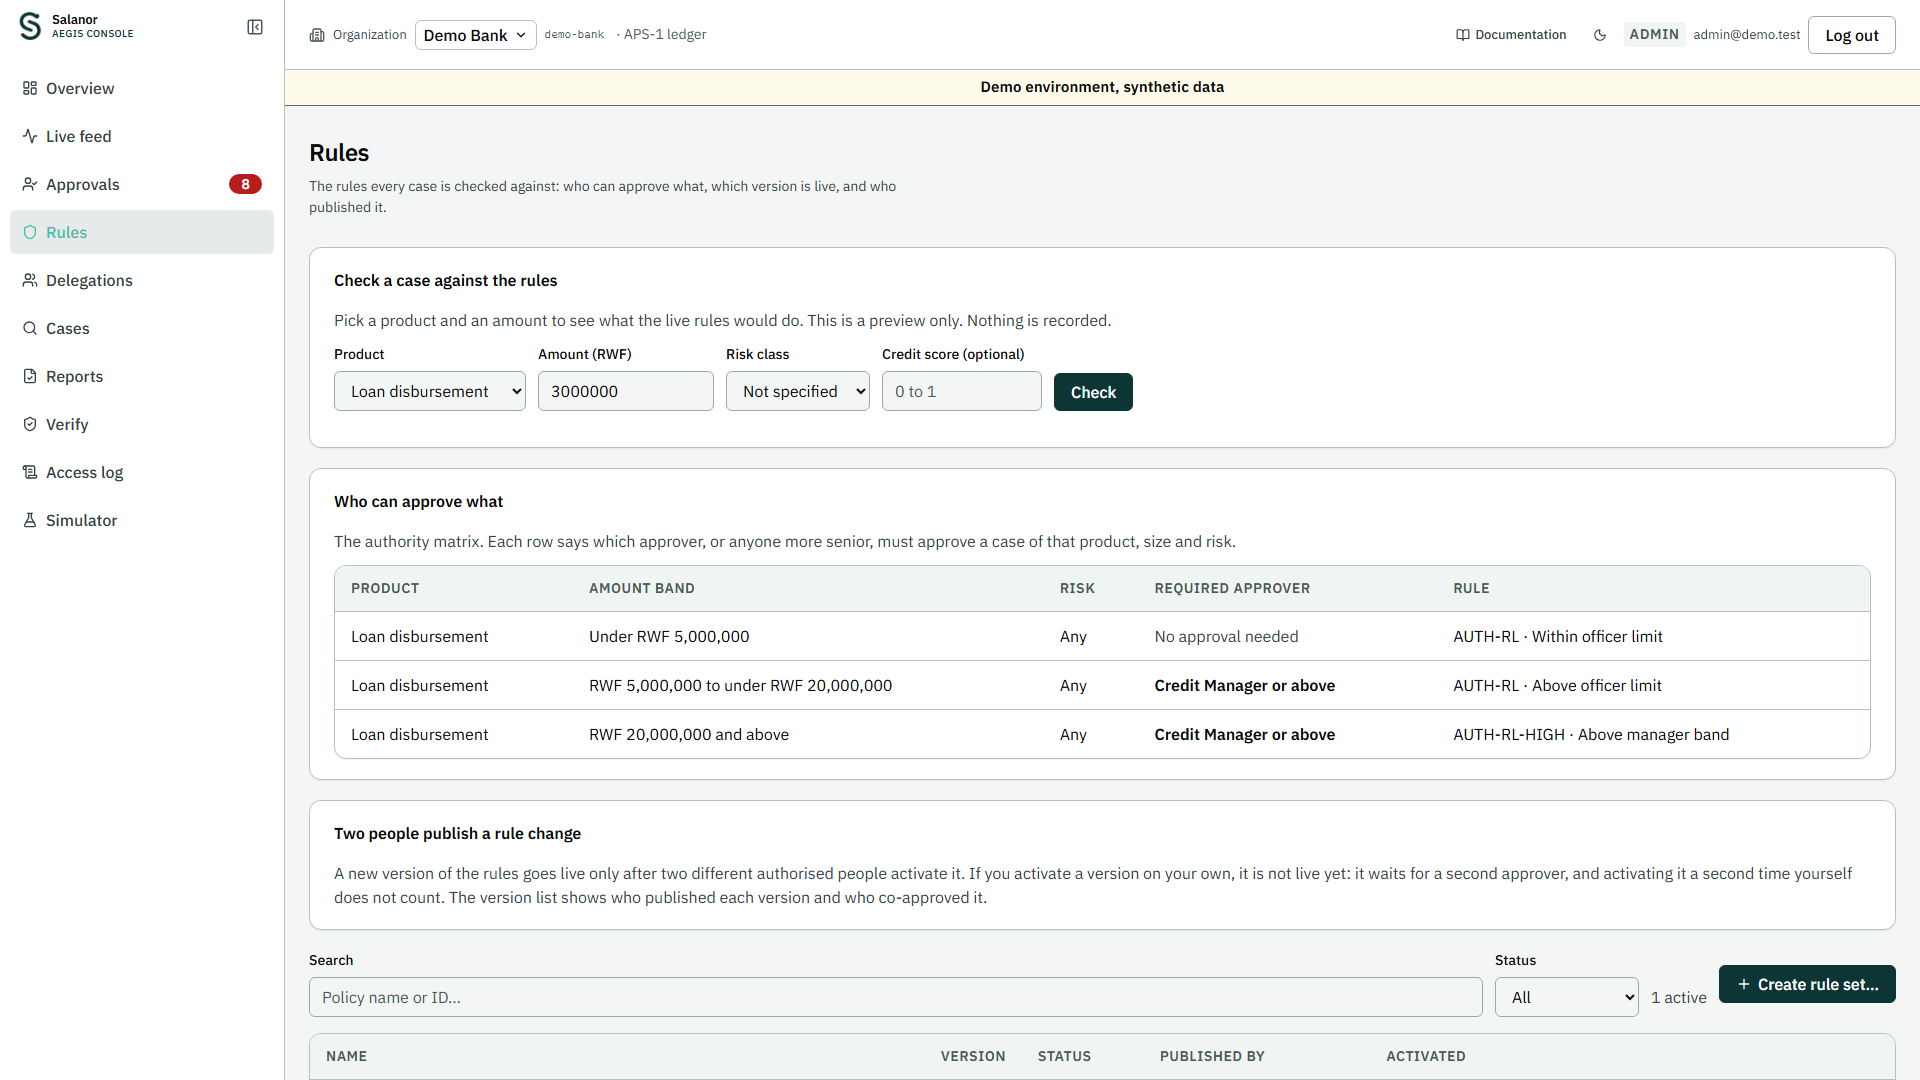 Salanor
AEGIS CONSOLE
Overview
Live feed
Approvals
8
Rules
Delegations
Cases
Reports
Verify
Access log
Simulator
Organization
Demo Bank
demo-bank
· APS-1 ledger
Documentation
ADMIN
admin@demo.test
Log out
Demo environment, synthetic data
Rules
The rules every case is checked against: who can approve what, which version is live, and who
published it.
Check a case against the rules
Pick a product and an amount to see what the live rules would do. This is a preview only. Nothing is recorded.
Product
Amount (RWF)
Risk class
Credit score (optional)
Loan disbursement
3000000
Not specified
0 to 1
Check
Who can approve what
The authority matrix. Each row says which approver, or anyone more senior, must approve a case of that product, size and risk.
PRODUCT AMOUNT BAND RISK REQUIRED APPROVER RULE
Loan disbursement Under RWF 5,000,000 Any No approval needed AUTH-RL · Within officer limit
Loan disbursement RWF 5,000,000 to under RWF 20,000,000 Any Credit Manager or above AUTH-RL · Above officer limit
Loan disbursement RWF 20,000,000 and above Any Credit Manager or above AUTH-RL-HIGH · Above manager band
Two people publish a rule change
A new version of the rules goes live only after two different authorised people activate it. If you activate a version on your own, it is not live yet: it waits for a second approver, and activating it a second time yourself
does not count. The version list shows who published each version and who co-approved it.
Search
Policy name or ID...
Status
All
1 active
+ Create rule set...
NAME VERSION STATUS PUBLISHED BY ACTIVATED